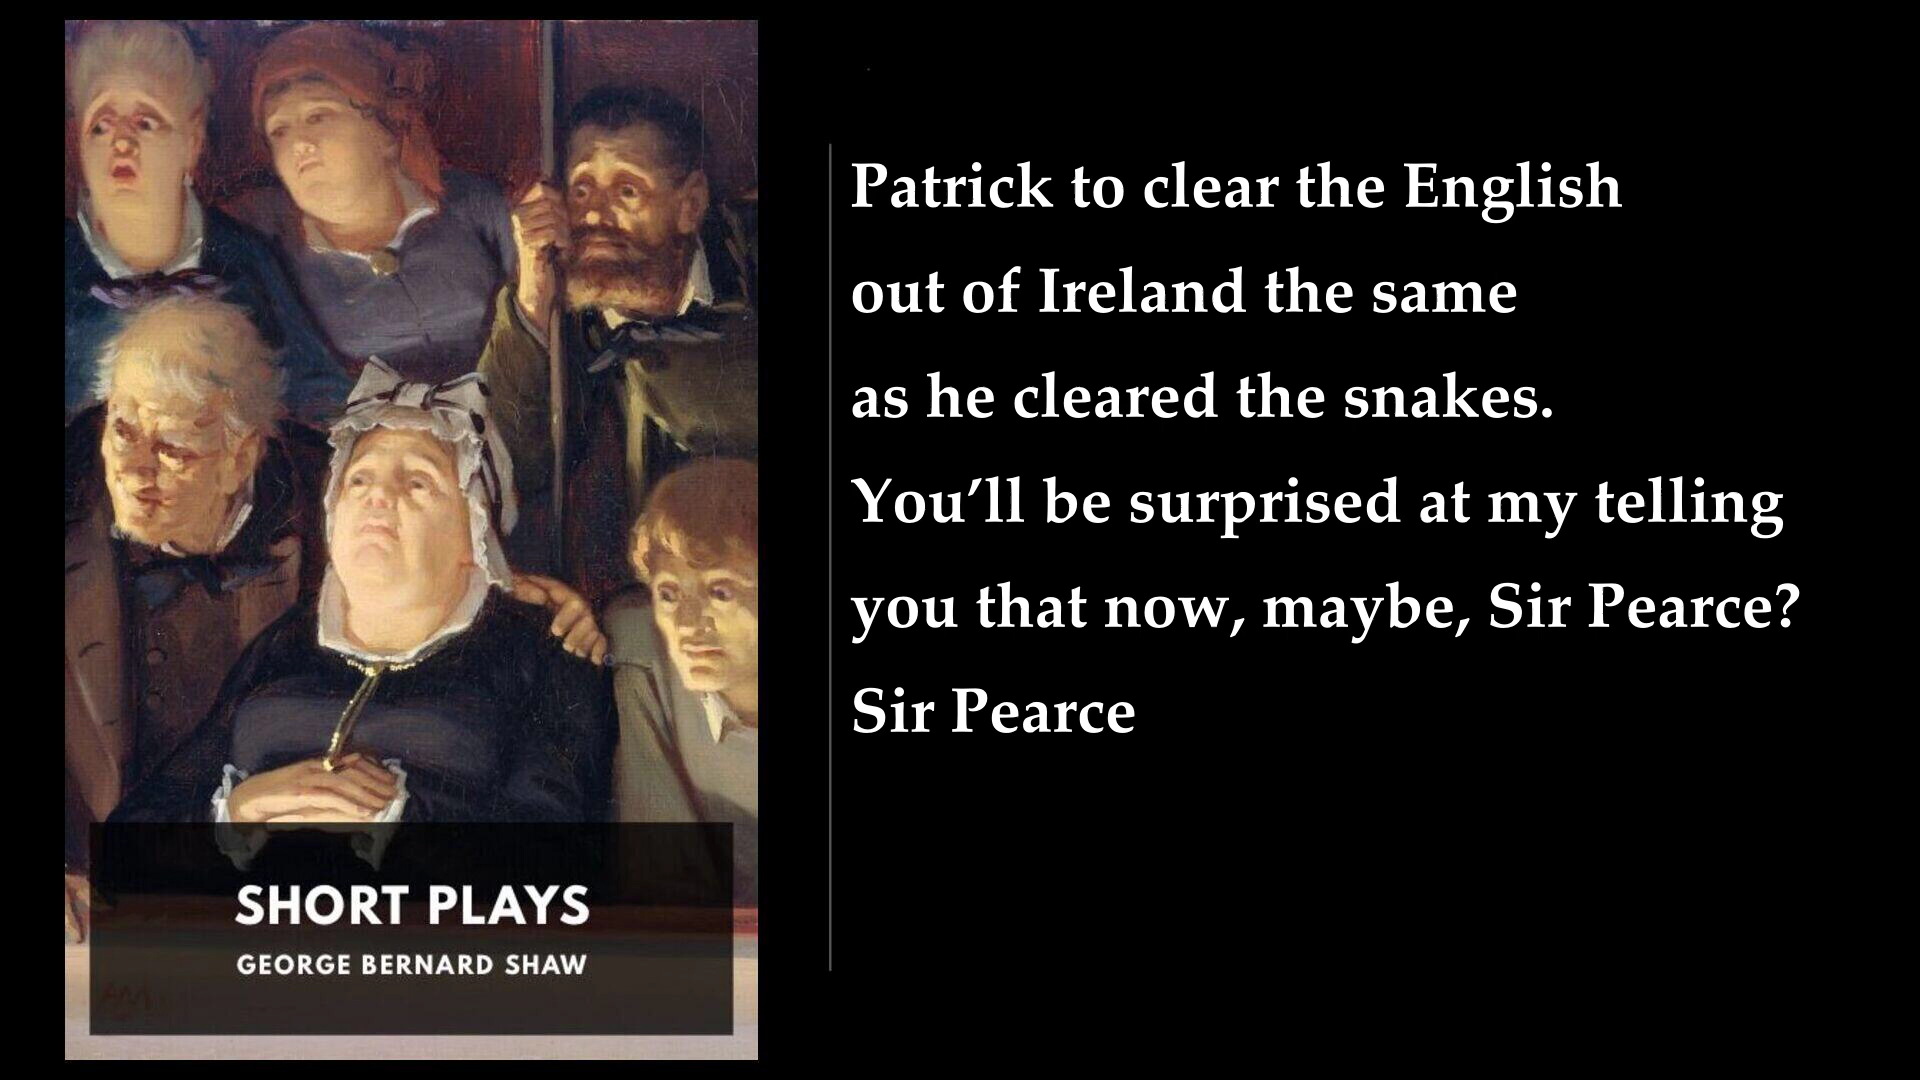 SHORT PLAYS
GEORGE BERNARD SHAW
Patrick to clear the English
out of Ireland the same
as he cleared the snakes.
You’ll be surprised at my telling
you that now, maybe, Sir Pearce?
Sir Pearce